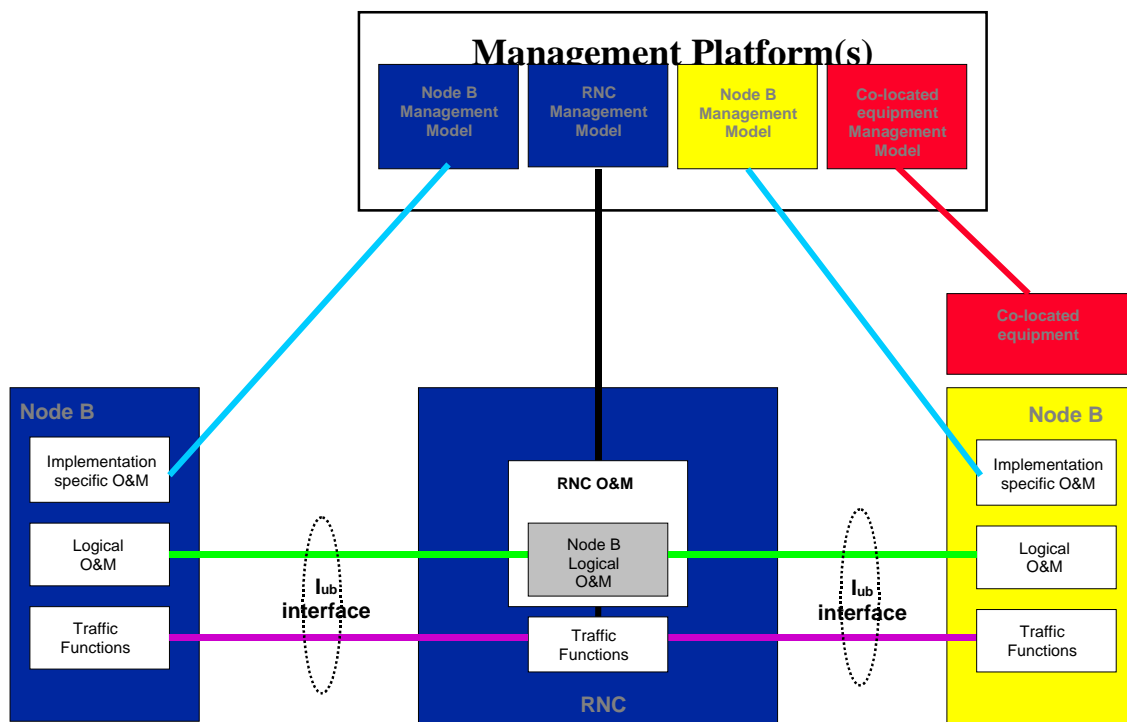 Management Platform(s)
Node B
Management
Model
RNC
Management
Model
Node B
Management
Model
Co-located
equipment
Management
Model
Co-located
equipment
Node B
Implementation
specific O&M
Logical
O&M
Traffic
Functions
Iub
interface
RNC O&M
Node B
Logical
O&M
Traffic
Functions
RNC
Iub
interface
Node B
Implementation
specific O&M
Logical
O&M
Traffic
Functions